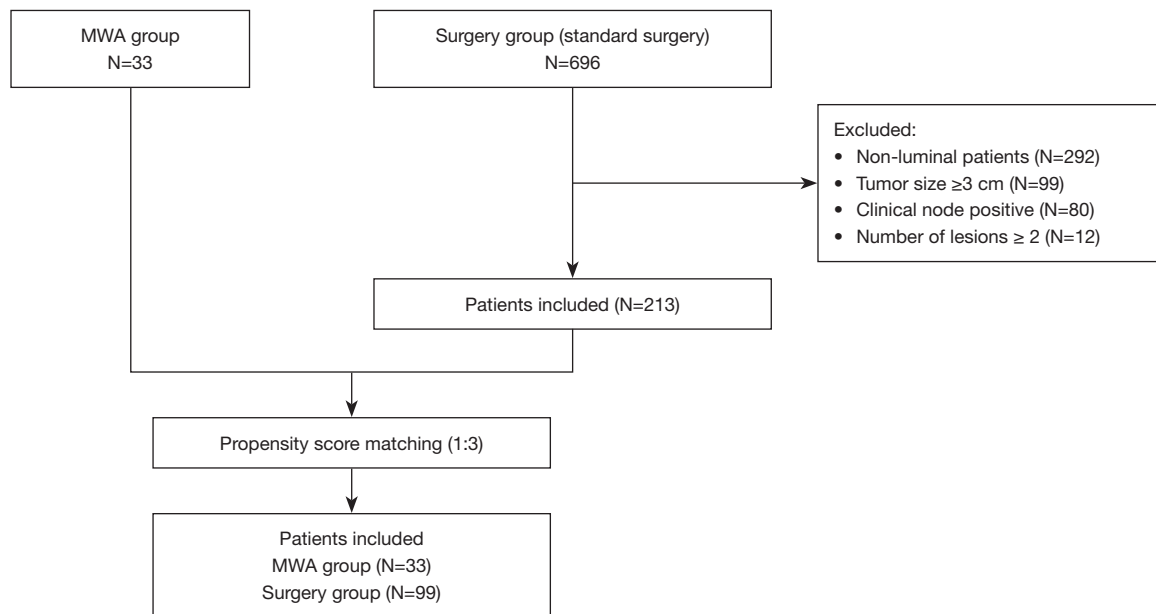 MWA group
N=33
Surgery group (standard surgery)
N=696
Excluded:
• Non-luminal patients (N=292)
• Tumor size ≥3 cm (N=99)
• Clinical node positive (N=80)
• Number of lesions ≥ 2 (N=12)
Patients included (N=213)
Propensity score matching (1:3)
Patients included
MWA group (N=33)
Surgery group (N=99)